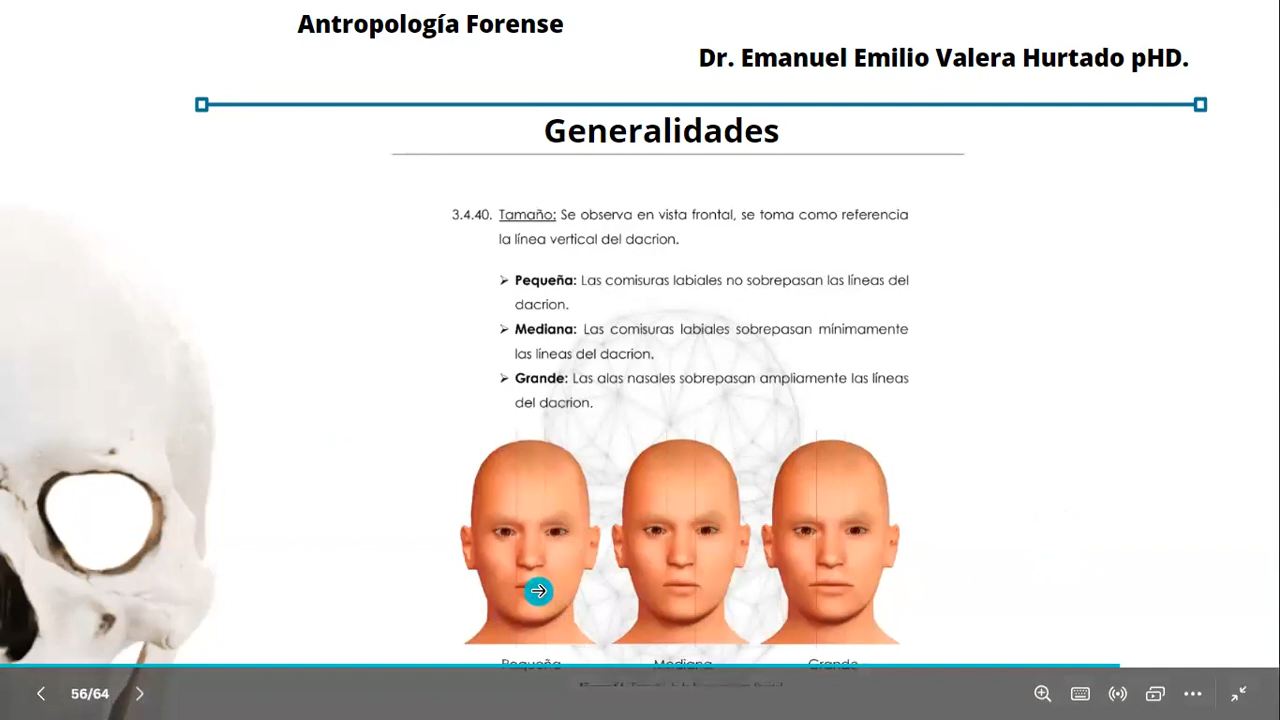 Antropología Forense
Dr. Emanuel Emilio Valera Hurtado pHD.
Generalidades
3.4.40. Tamaño: Se observa en vista frontal, se toma como referencia
la línea vertical del dacrion.
➢ Pequeña: Las comisuras labiales no sobrepasan las líneas del
dacrion.
➢ Mediana: Las comisuras labiales sobrepasan mínimamente
las líneas del dacrion.
➢ Grande: Las alas nasales sobrepasan ampliamente las líneas
del dacrion.
Pequeña Mediana Grande
56/64